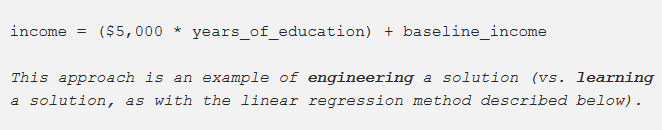 income = ($5,000 * years_of_education) + baseline_income
This approach is an example of engineering a solution (vs. learning
a solution, as with the linear regression method described below).